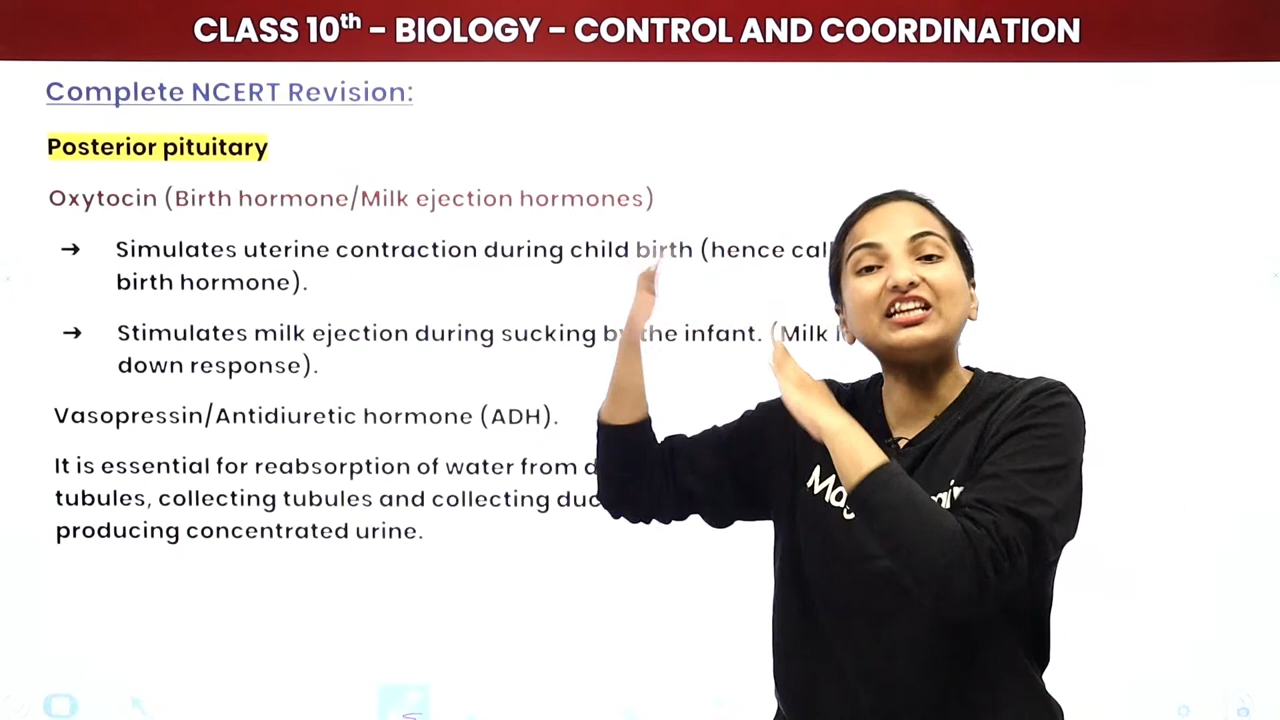 CLASS 10th - BIOLOGY - CONTROL AND COORDINATION
Complete NCERT Revision:
Posterior pituitary
Oxytocin (Birth hormone/Milk ejection hormones)
→ Simulates uterine contraction during child birth (hence
birth hormone).
→ Stimulates milk ejection during sucking by the infant. (Milk
down response).
Vasopressin/Antidiuretic hormone (ADH).
It is essential for reabsorption of water from
tubules, collecting tubules and collecting
producing concentrated urine.